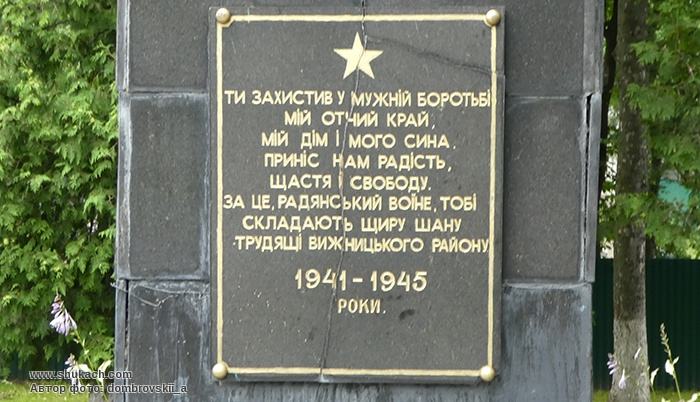 ТИ ЗАХИСТИВ У МУЖНІЙ БОРОТЬБІ
МІЙ ОТЧИЙ КРАЙ,
МІЙ ДІМ І МОГО СИНА.
ПРИНІС НАМ РАДІСТЬ,
ЩАСТЯ І СВОБОДУ.
ЗА ЦЕ, РАДЯНСЬКИЙ ВОЇНЕ, ТОБІ
СКЛАДАЮТЬ ЩИРУ ШАНУ
ТРУДЯЩІ ВИЖНИЦЬКОГО РАЙОНУ
1941-1945
РОКИ.
www.shukach.com
Автор фото: dombrovskii_a